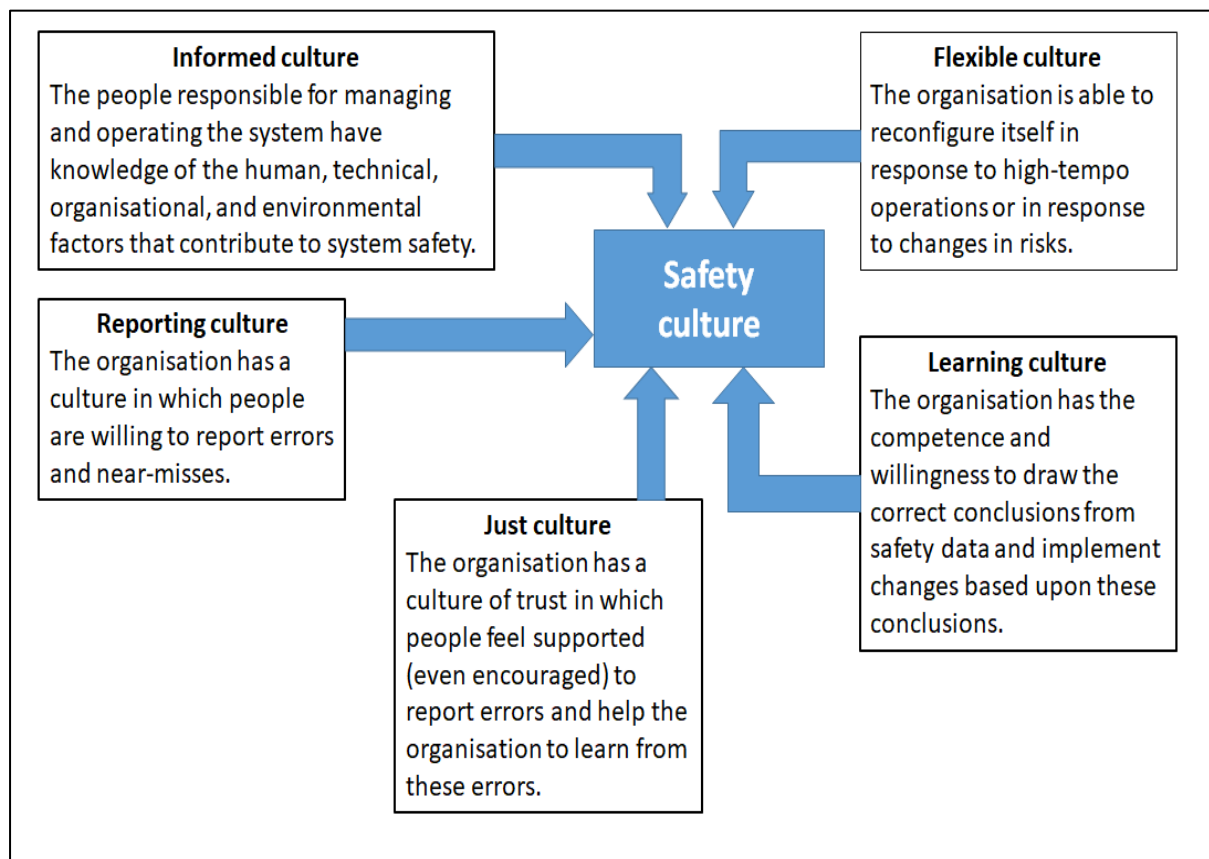 Informed culture
The people responsible for managing
and operating the system have
knowledge of the human, technical,
organisational, and environmental
factors that contribute to system safety.
Flexible culture
The organisation is able to
reconfigure itself in
response to high-tempo
operations or in response
to changes in risks.
Safety
culture
Reporting culture
The organisation has a
culture in which people
are willing to report errors
and near-misses.
Learning culture
The organisation has the
competence and
willingness to draw the
correct conclusions from
safety data and implement
changes based upon these
conclusions.
Just culture
The organisation has a
culture of trust in which
people feel supported
(even encouraged) to
report errors and help the
organisation to learn from
these errors.